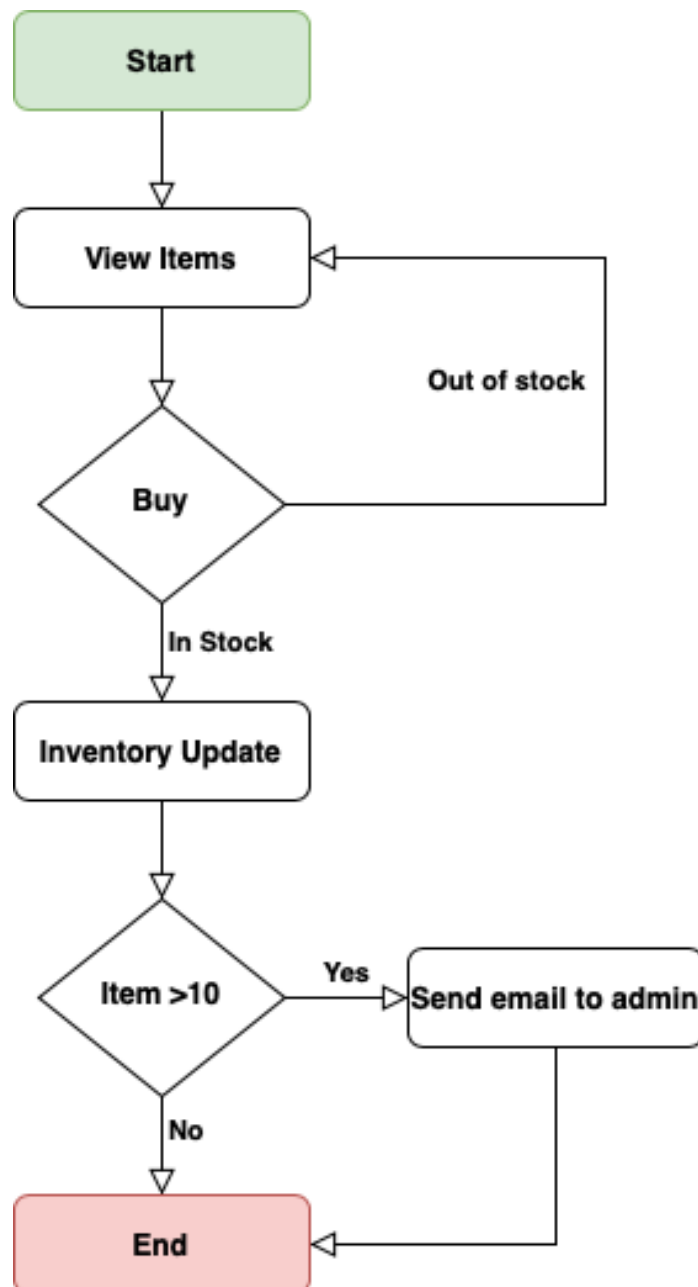 Start
View Items
Out of stock
Buy
In Stock
Inventory Update
Item >10
Yes
Send email to admin
No
End